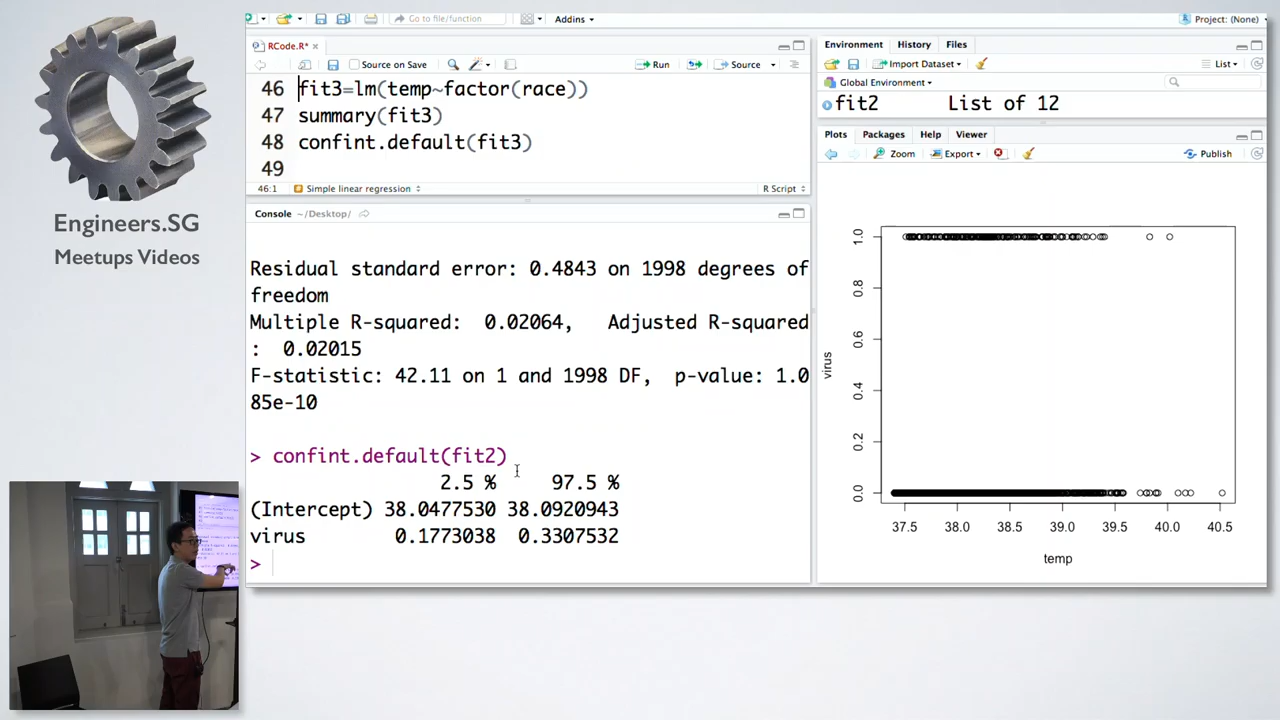 Go to file/function
Addins
Project: (None)
RCode.R*
Source on Save
Run
Source
46 fit3=lm(temp~factor(race))
47 summary(fit3)
48 confint.default(fit3)
49
46:1
Simple linear regression
R Script
Console ~/Desktop/
Residual standard error: 0.4843 on 1998 degrees of
freedom
Multiple R-squared: 0.02064, Adjusted R-squared
: 0.02015
F-statistic: 42.11 on 1 and 1998 DF, p-value: 1.0
85e-10
> confint.default(fit2)
2.5 % 97.5 %
(Intercept) 38.0477530 38.0920943
virus 0.1773038 0.3307532
>
Environment
History
Files
Import Dataset
List
Global Environment
fit2 List of 12
Plots
Packages
Help
Viewer
Zoom
Export
Publish
virus
1.0
0.8
0.6
0.4
0.2
0.0
37.5 38.0 38.5 39.0 39.5 40.0 40.5
temp
Engineers.SG
Meetups Videos